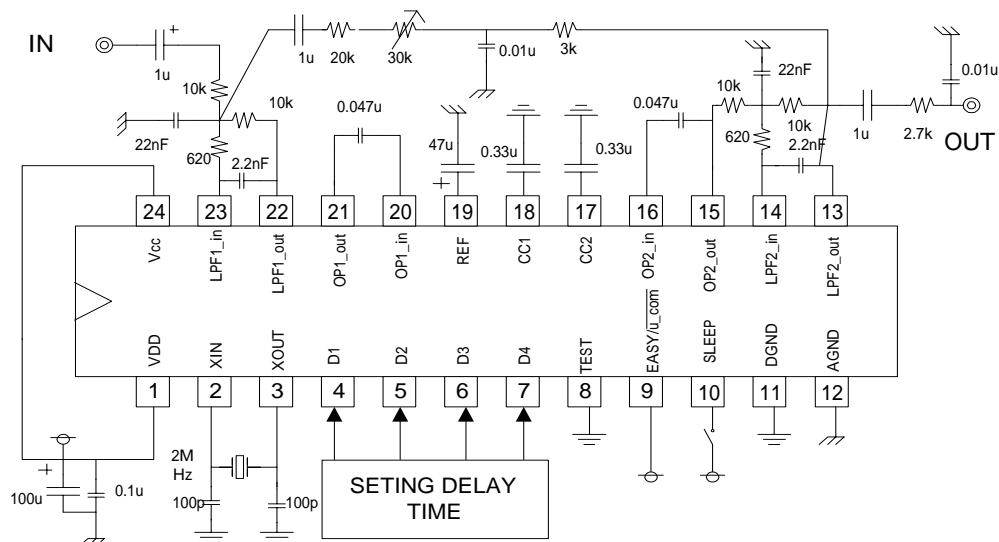 IN
+
1u
10k
22nF
620
10k
2.2nF
1u
20k
30k
0.01u
3k
0.047u
47u
+
0.33u
0.33u
0.047u
10k
22nF
620
10k
2.2nF
1u
2.7k
0.01u
OUT
24 23 22 21 20 19 18 17 16 15 14 13
Vcc
LPF1_in
LPF1_out
OP1_out
OP1_in
REF
CC1
CC2
OP2_in
OP2_out
LPF2_in
LPF2_out
VDD
XIN
XOUT
D1
D2
D3
D4
TEST
EASY/u_com
SLEEP
DGND
AGND
1 2 3 4 5 6 7 8 9 10 11 12
+
100u
0.1u
2M
Hz
100p
100p
SETING DELAY
TIME